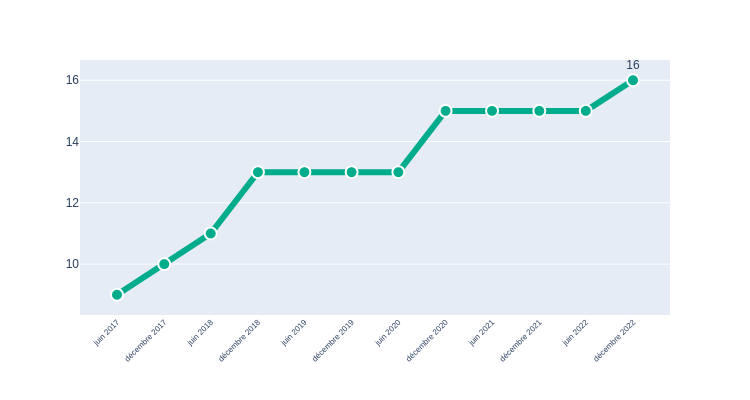 16
16
14
12
10
juin 2017
décembre 2017
juin 2018
décembre 2018
juin 2019
décembre 2019
juin 2020
décembre 2020
juin 2021
décembre 2021
juin 2022
décembre 2022